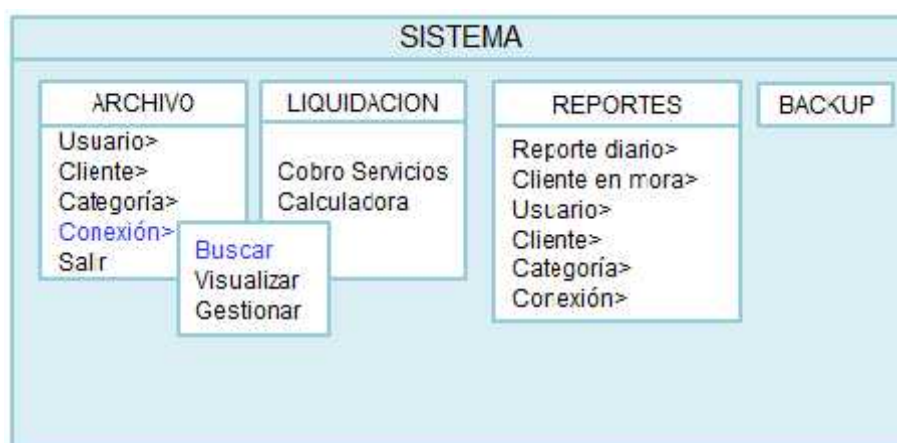 SISTEMA
ARCHIVO
Usuario>
Cliente>
Categoría>
Conexión>
Salir
Buscar
Visualizar
Gestionar
LIQUIDACION
Cobro Servicios
Calculadora
REPORTES
Reporte diario>
Cliente en mora>
Usuario>
Cliente>
Categoría>
Conexión>
BACKUP